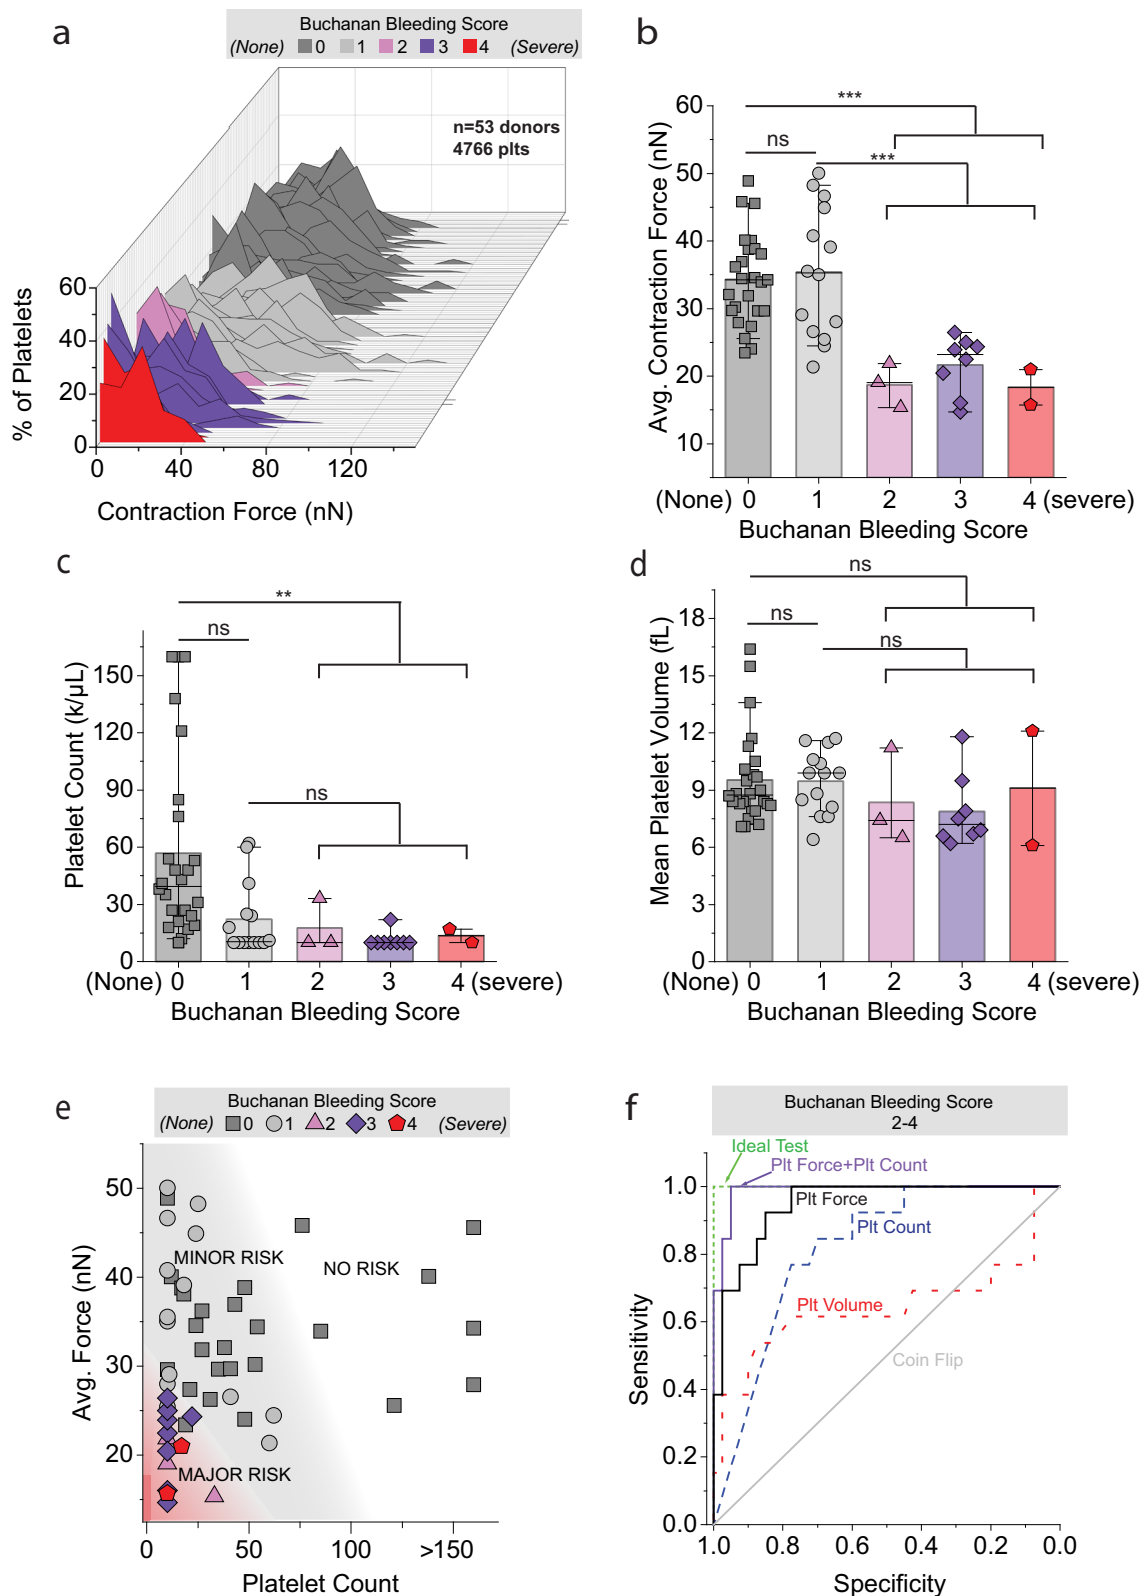 a
Buchanan Bleeding Score
(None) 0 1 2 3 4 (Severe)
n=53 donors
4766 plts
% of Platelets
60
40
20
0
0 40 80 120
Contraction Force (nN)
b
Avg. Contraction Force (nN)
60
50
40
30
20
10
***
ns
***
(None) 0 1 2 3 4 (severe)
Buchanan Bleeding Score
c
Platelet Count (k/µL)
150
120
90
60
30
0
**
ns
ns
(None) 0 1 2 3 4 (severe)
Buchanan Bleeding Score
d
Mean Platelet Volume (fL)
18
15
12
9
6
3
0
ns
ns
ns
(None) 0 1 2 3 4 (severe)
Buchanan Bleeding Score
e
Buchanan Bleeding Score
(None) 0 1 2 3 4 (Severe)
Avg. Force (nN)
50
40
30
20
MINOR RISK
NO RISK
MAJOR RISK
0 50 100 >150
Platelet Count
f
Buchanan Bleeding Score
2-4
Ideal Test
Plt Force+Plt Count
Plt Force
Plt Count
Plt Volume
Coin Flip
Sensitivity
1.0
0.8
0.6
0.4
0.2
0.0
1.0 0.8 0.6 0.4 0.2 0.0
Specificity